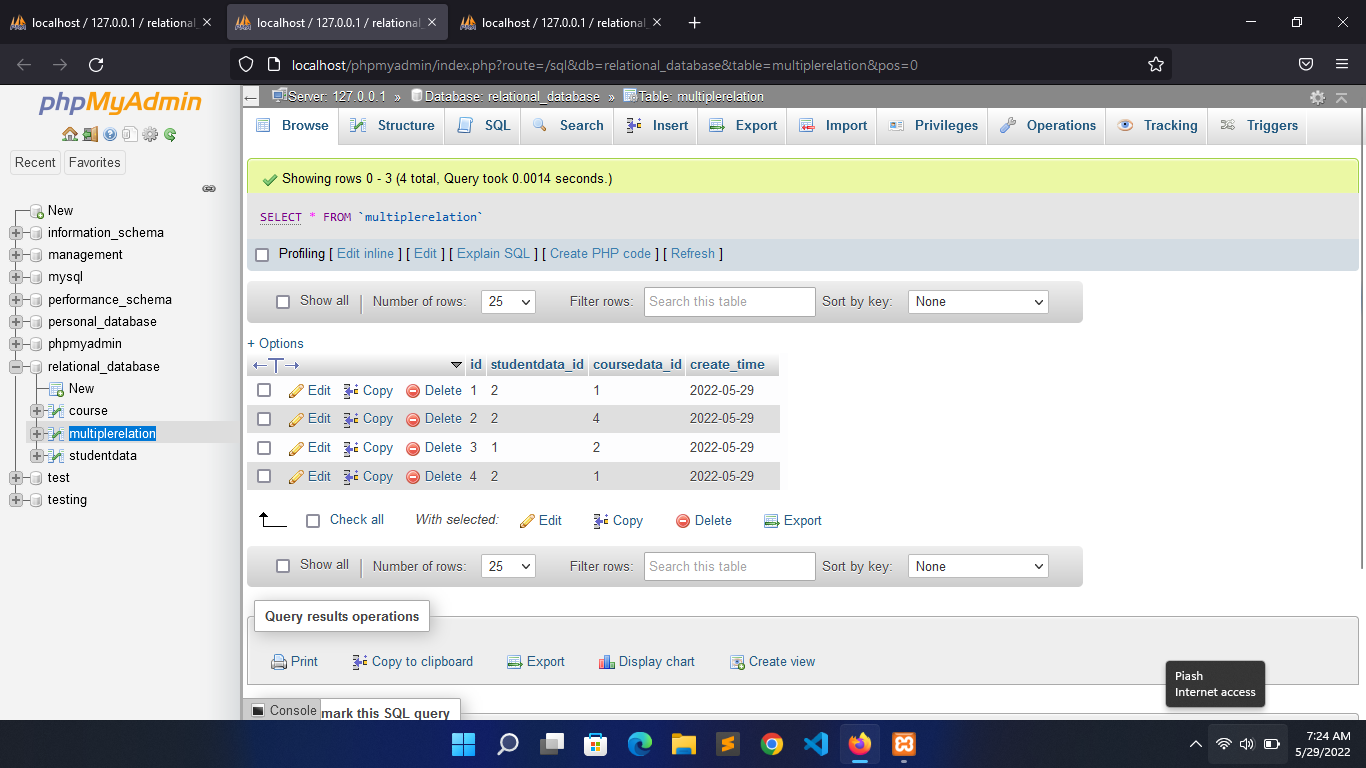 localhost / 127.0.0.1 / relational_
localhost / 127.0.0.1 / relational_
localhost / 127.0.0.1 / relational_
localhost/phpmyadmin/index.php?route=/sql&db=relational_database&table=multiplerelation&pos=0
phpMyAdmin
Recent
Favorites
New
information_schema
management
mysql
performance_schema
personal_database
phpmyadmin
relational_database
New
course
multiplerelation
studentdata
test
testing
Server: 127.0.0.1 » Database: relational_database » Table: multiplerelation
Browse Structure SQL Search Insert Export Import Privileges Operations Tracking Triggers
Showing rows 0 - 3 (4 total, Query took 0.0014 seconds.)
SELECT * FROM `multiplerelation`
Profiling [ Edit inline ] [ Edit ] [ Explain SQL ] [ Create PHP code ] [ Refresh ]
Show all Number of rows: 25 Filter rows: Search this table Sort by key: None
+ Options
←T→ id studentdata_id coursedata_id create_time
Edit Copy Delete 1 2 1 2022-05-29
Edit Copy Delete 2 2 4 2022-05-29
Edit Copy Delete 3 1 2 2022-05-29
Edit Copy Delete 4 2 1 2022-05-29
Check all With selected: Edit Copy Delete Export
Show all Number of rows: 25 Filter rows: Search this table Sort by key: None
Query results operations
Print Copy to clipboard Export Display chart Create view
Console
mark this SQL query
Piash
Internet access
7:24 AM
5/29/2022